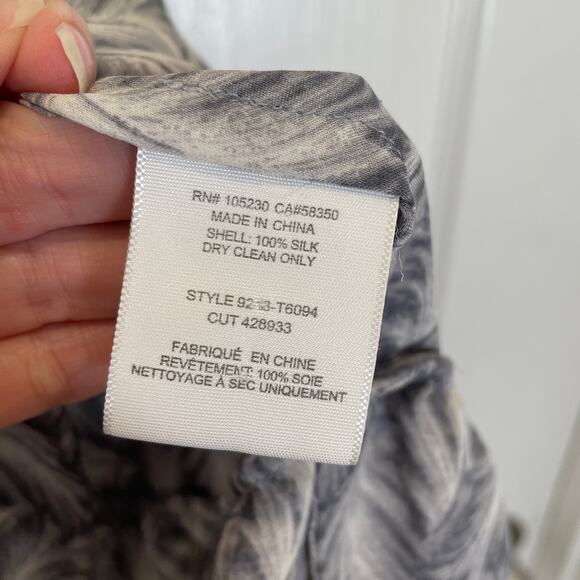 RN# 105230 CA#58350
MADE IN CHINA
SHELL: 100% SILK
DRY CLEAN ONLY
STYLE
CUT 428933
FABRIQUÉ EN CHINE
REVÊTEMENT 100% SOIE
NETTOYAGE À SEC UNIQUEMENT